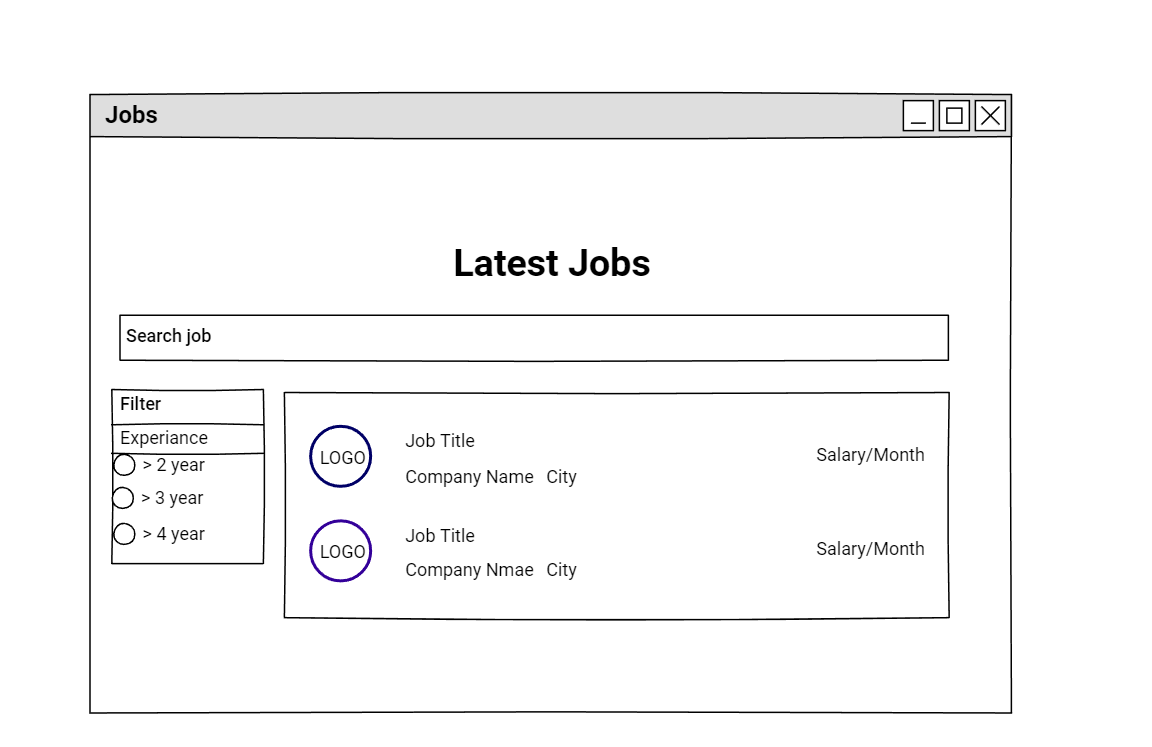 Jobs
Latest Jobs
Search job
Filter
Experiance
> 2 year
> 3 year
> 4 year
LOGO
Job Title
Company Name City
Salary/Month
LOGO
Job Title
Company Nmae City
Salary/Month